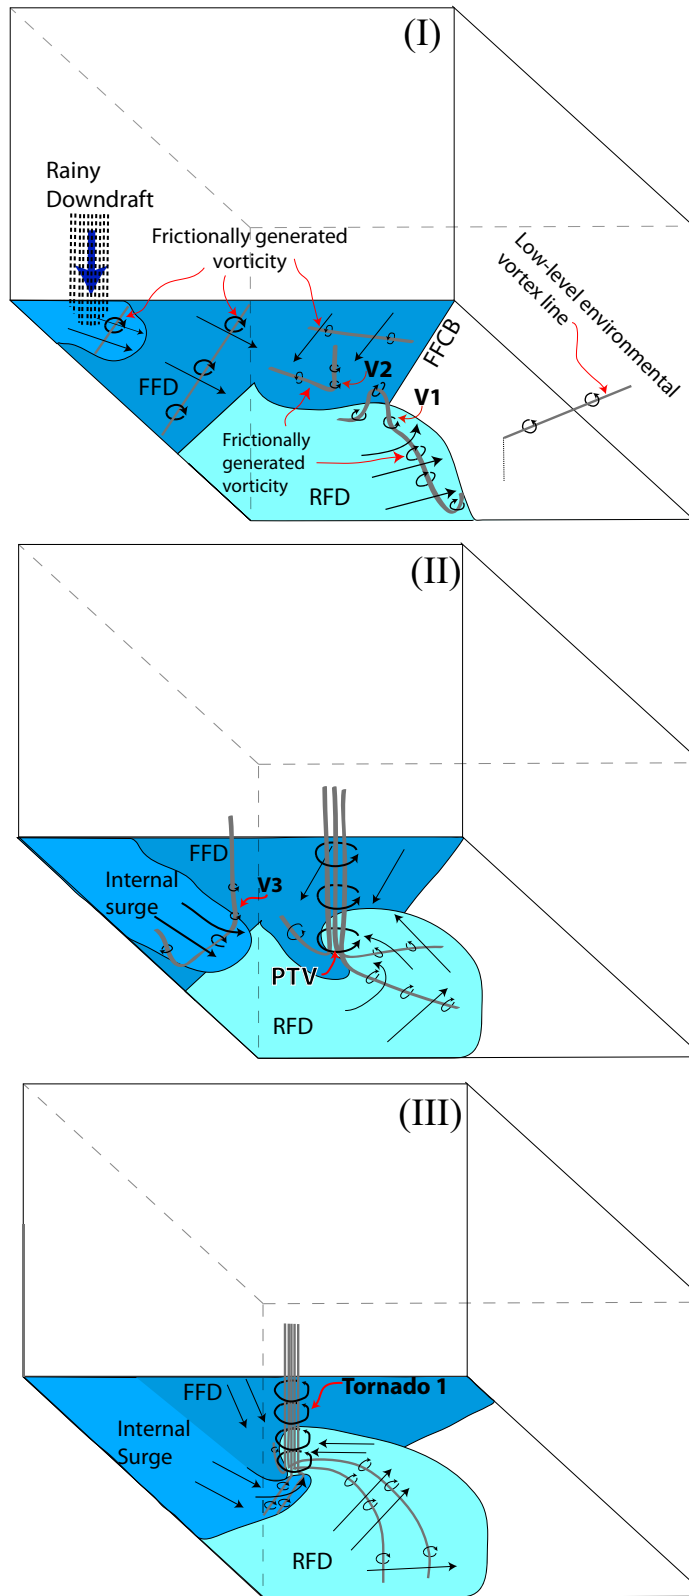 (I)
Rainy
Downdraft
Frictionally generated
vorticity
Low-level environmental
vortex line
FFCB
V2
FFD
V1
Frictionally
generated
vorticity
RFD
(II)
FFD
Internal
surge
V3
PTV
RFD
(III)
FFD
Tornado 1
Internal
Surge
RFD